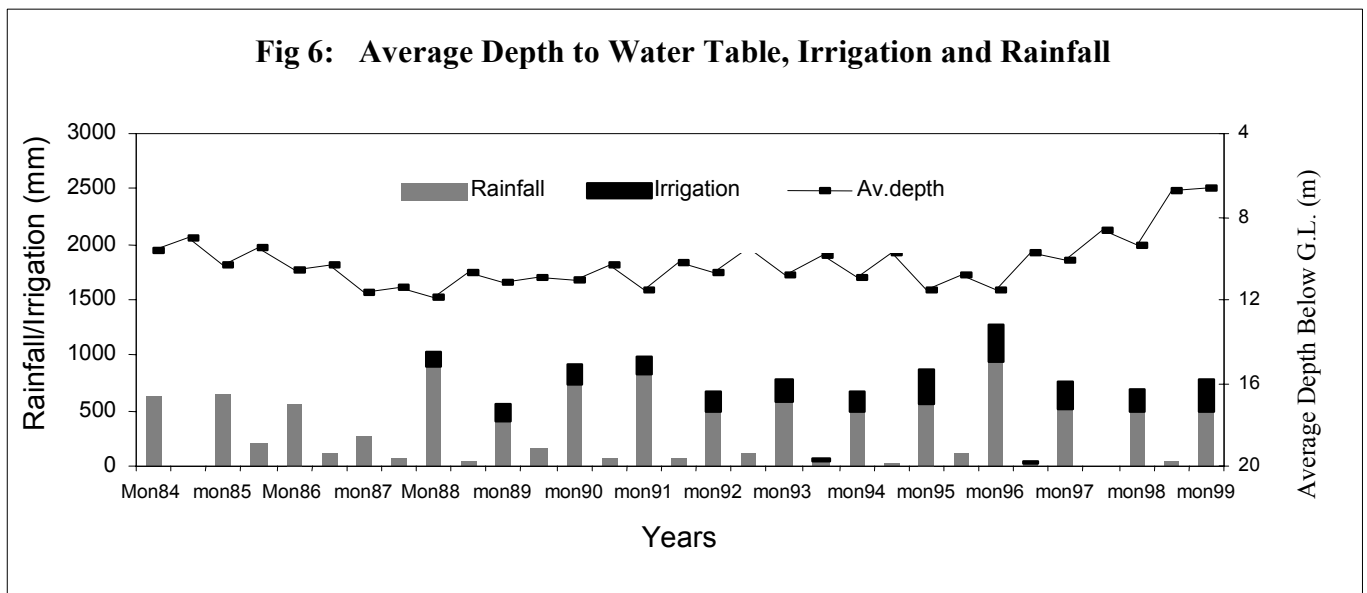 Fig 6: Average Depth to Water Table, Irrigation and Rainfall
Rainfall/Irrigation (mm)
3000
2500
2000
1500
1000
500
0
Rainfall
Irrigation
Av.depth
4
8
12
16
20
Average Depth Below G.L. (m)
Mon84 mon85 Mon86 mon87 Mon88 mon89 mon90 mon91 mon92 mon93 mon94 mon95 mon96 mon97 mon98 mon99
Years